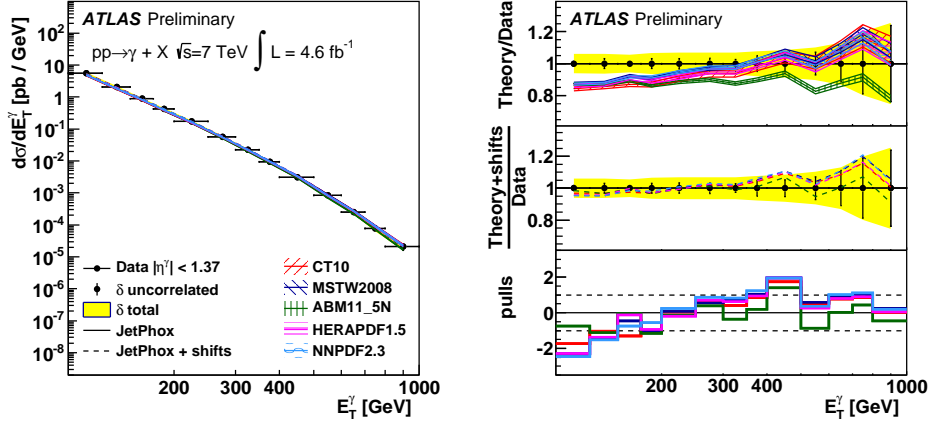 ATLAS Preliminary
pp→γ + X √s=7 TeV ∫ L = 4.6 fb⁻¹
dσ/dE_T^γ [pb / GeV]
10²
10
1
10⁻¹
10⁻²
10⁻³
10⁻⁴
10⁻⁵
10⁻⁶
10⁻⁷
10⁻⁸
Data |η^γ| < 1.37
δ uncorrelated
δ total
JetPhox
JetPhox + shifts
CT10
MSTW2008
ABM11_5N
HERAPDF1.5
NNPDF2.3
200 300 400 1000
E_T^γ [GeV]
ATLAS Preliminary
Theory/Data
1.2
1
0.8
Theory+shifts
Data
1.2
1
0.8
pulls
2
0
-2
200 300 400 1000
E_T^γ [GeV]